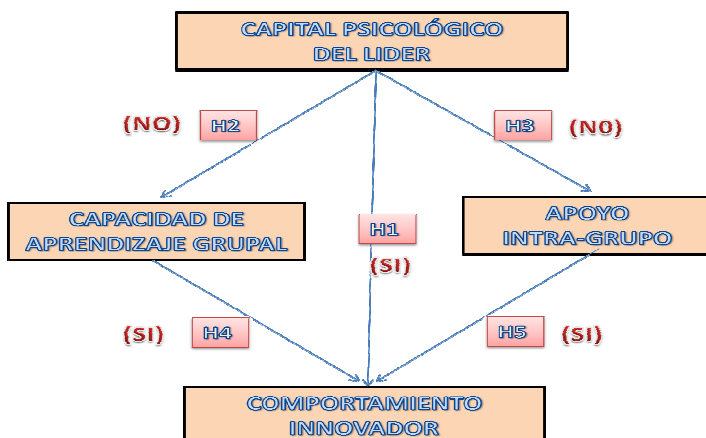 CAPITAL PSICOLÓGICO
DEL LIDER
(NO) H2 H3 (N0)
CAPACIDAD DE
APRENDIZAJE GRUPAL
H1
(SI)
APOYO
INTRA-GRUPO
(SI) H4 H5 (SI)
COMPORTAMIENTO
INNOVADOR